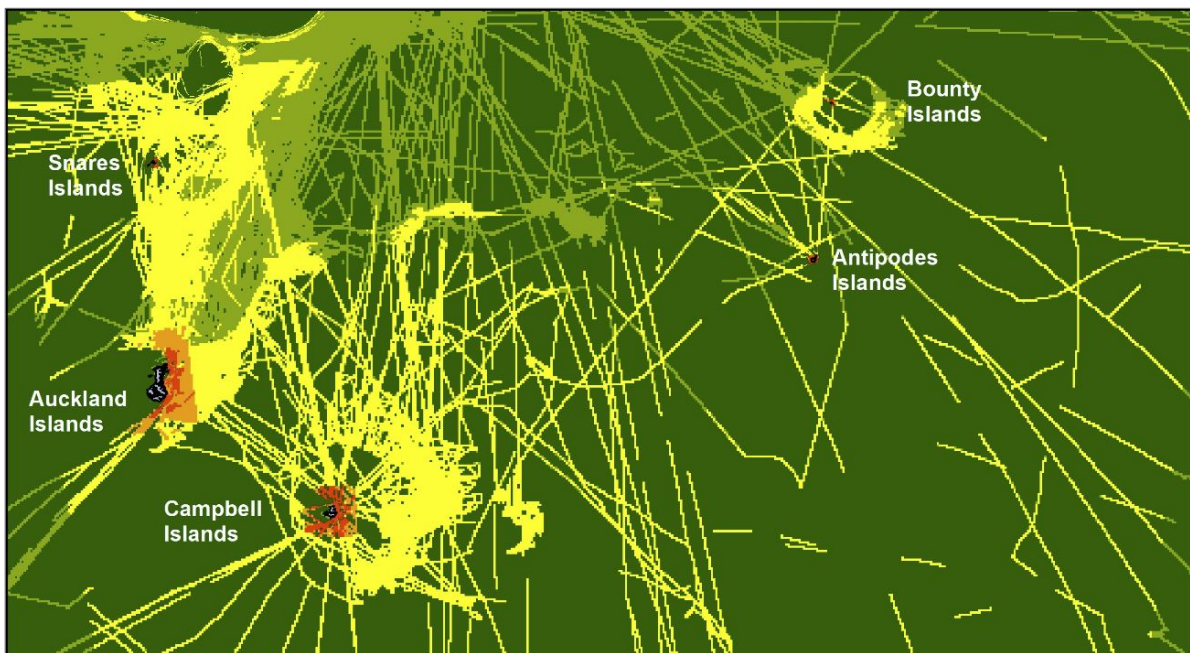 Bounty
Islands
Snares
Islands
Antipodes
Islands
Auckland
Islands
Campbell
Islands